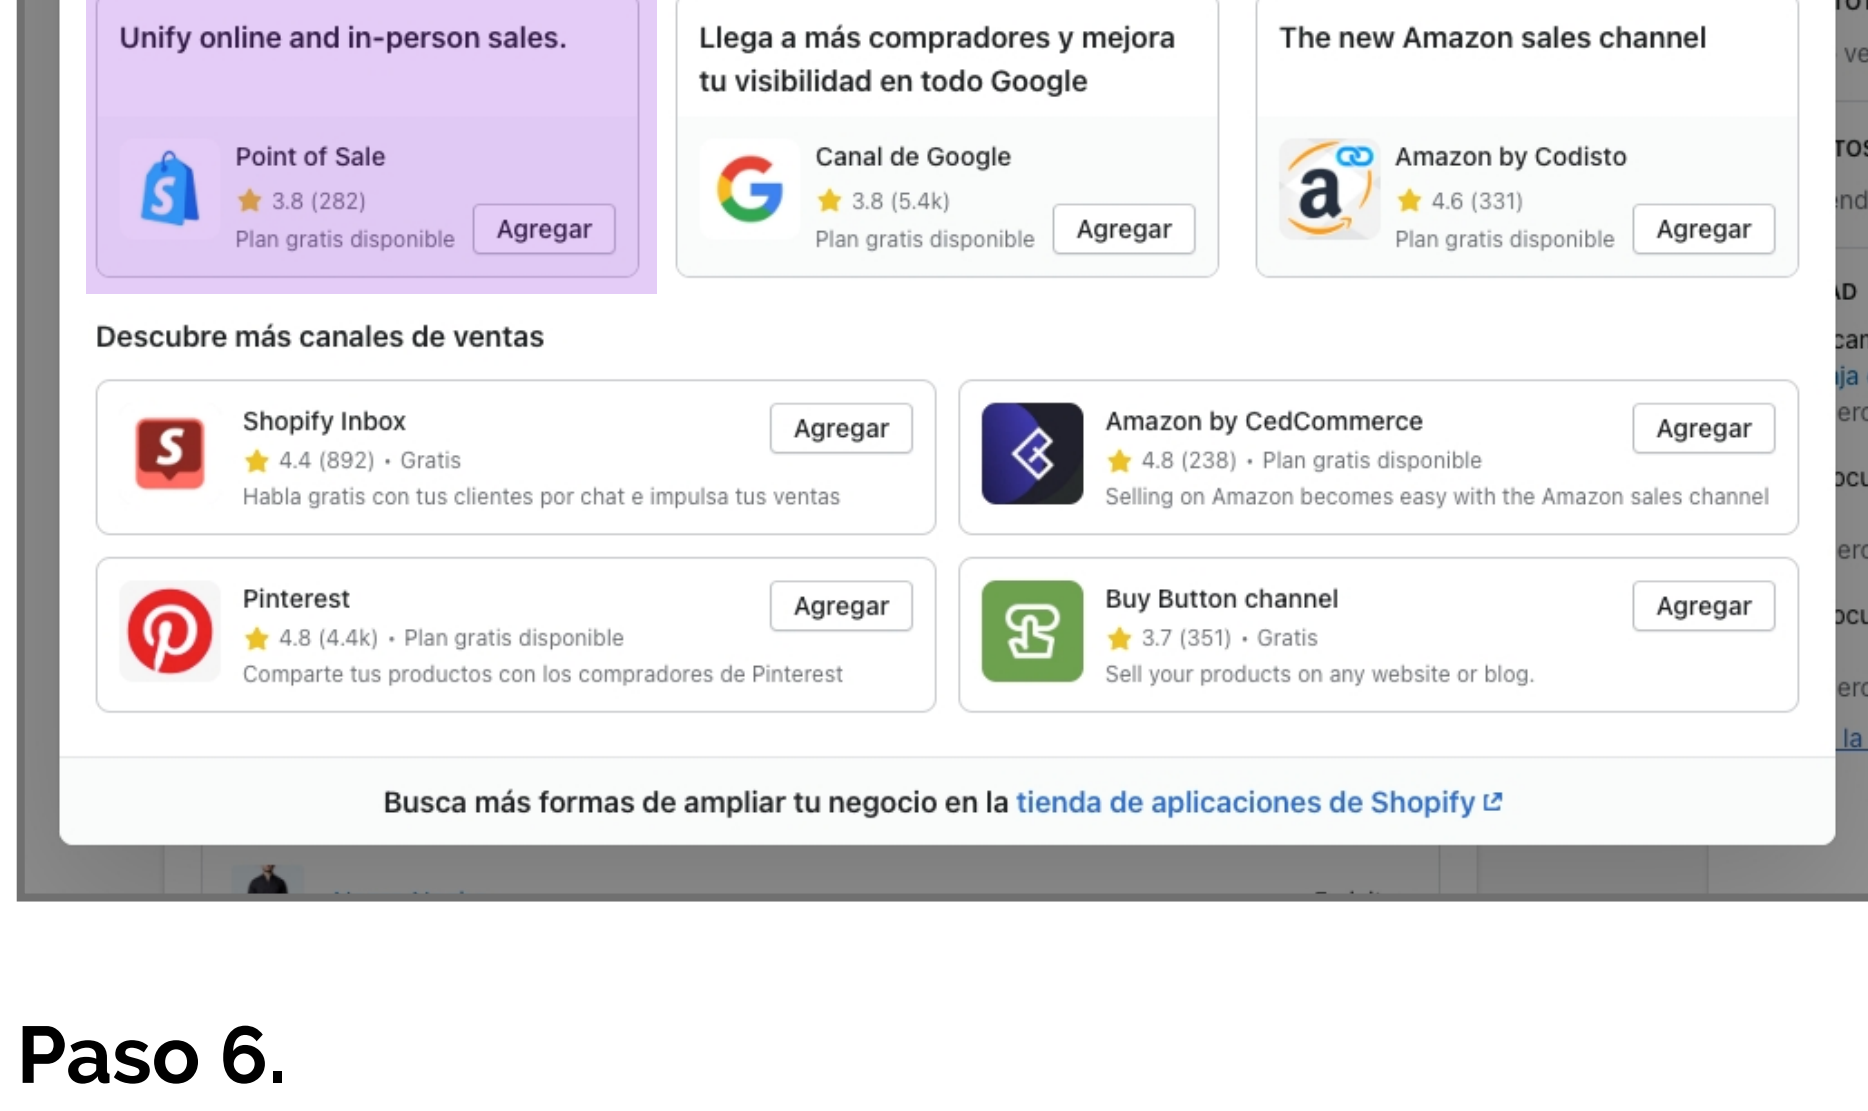 Unify online and in-person sales.
Point of Sale
3.8 (282)
Plan gratis disponible
Agregar
Llega a más compradores y mejora
tu visibilidad en todo Google
Canal de Google
3.8 (5.4k)
Plan gratis disponible
Agregar
The new Amazon sales channel
Amazon by Codisto
4.6 (331)
Plan gratis disponible
Agregar
Descubre más canales de ventas
Shopify Inbox
4.4 (892) • Gratis
Habla gratis con tus clientes por chat e impulsa tus ventas
Agregar
Amazon by CedCommerce
4.8 (238) • Plan gratis disponible
Selling on Amazon becomes easy with the Amazon sales channel
Agregar
Pinterest
4.8 (4.4k) • Plan gratis disponible
Comparte tus productos con los compradores de Pinterest
Agregar
Buy Button channel
3.7 (351) • Gratis
Sell your products on any website or blog.
Agregar
Busca más formas de ampliar tu negocio en la tienda de aplicaciones de Shopify
la
Paso 6.